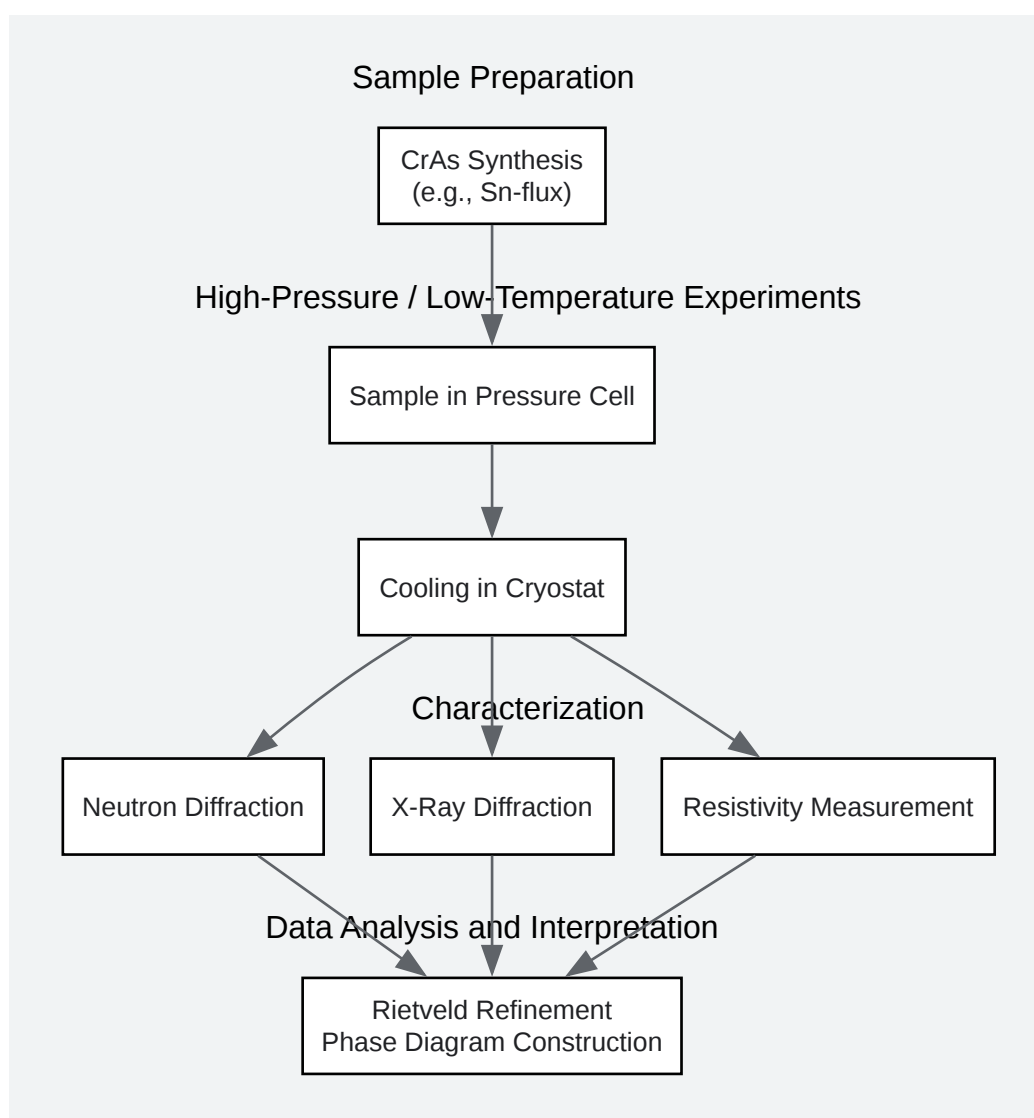 Sample Preparation
CrAs Synthesis
(e.g., Sn-flux)
High-Pressure / Low-Temperature Experiments
Sample in Pressure Cell
Cooling in Cryostat
Characterization
Neutron Diffraction
X-Ray Diffraction
Resistivity Measurement
Data Analysis and Interpretation
Rietveld Refinement
Phase Diagram Construction